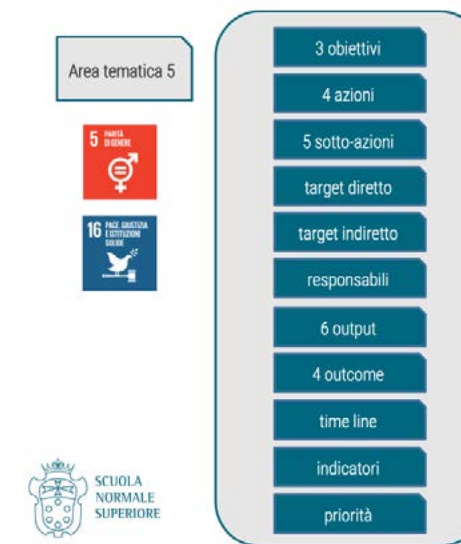 Area tematica 5
5 PARITÀ
DI GENERE
16 PACE, GIUSTIZIA
E ISTITUZIONI
SOLIDE
3 obiettivi
4 azioni
5 sotto-azioni
target diretto
target indiretto
responsabili
6 output
4 outcome
time line
indicatori
priorità
SCUOLA
NORMALE
SUPERIORE